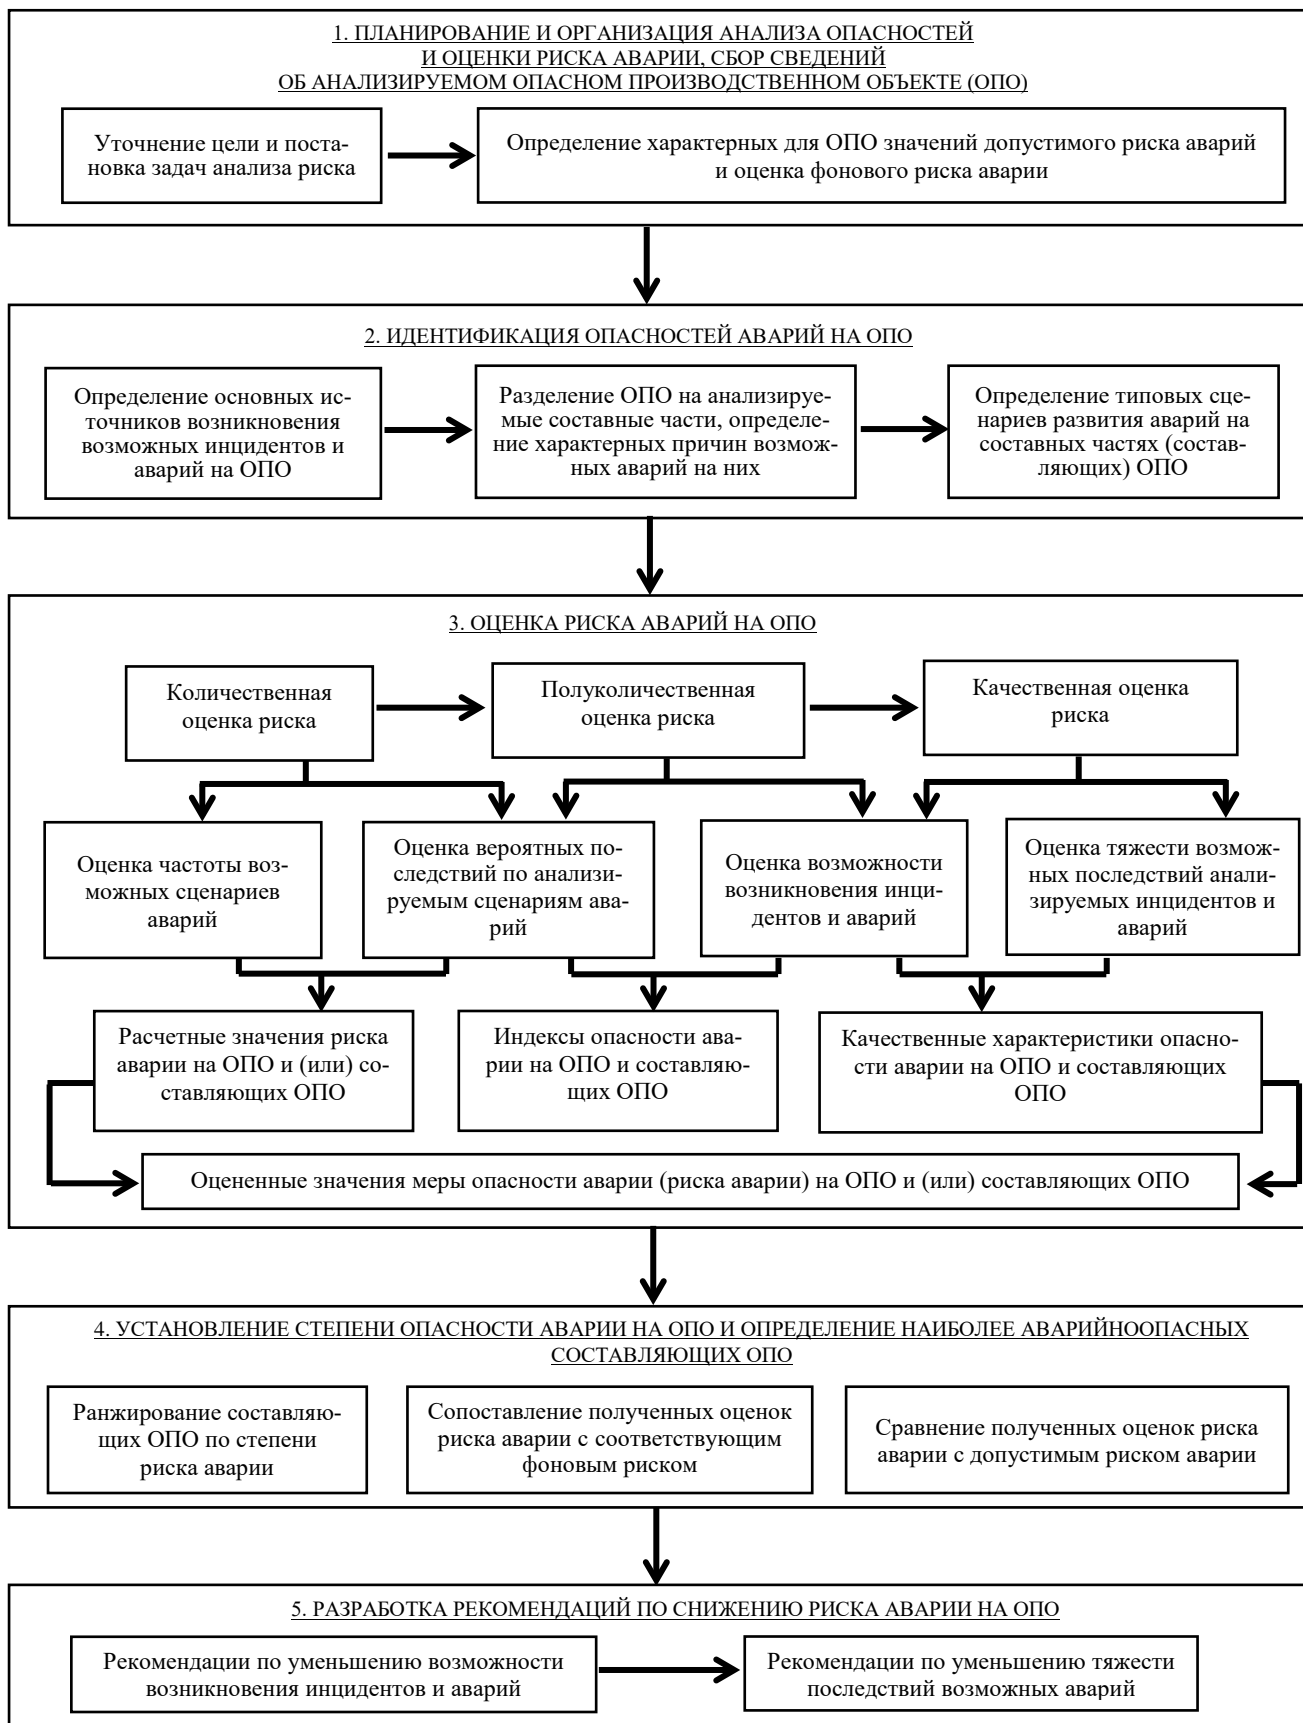 1. ПЛАНИРОВАНИЕ И ОРГАНИЗАЦИЯ АНАЛИЗА ОПАСНОСТЕЙ
И ОЦЕНКИ РИСКА АВАРИИ, СБОР СВЕДЕНИЙ
ОБ АНАЛИЗИРУЕМОМ ОПАСНОМ ПРОИЗВОДСТВЕННОМ ОБЪЕКТЕ (ОПО)
Уточнение цели и поста-
новка задач анализа риска
Определение характерных для ОПО значений допустимого риска аварий
и оценка фонового риска аварии
2. ИДЕНТИФИКАЦИЯ ОПАСНОСТЕЙ АВАРИЙ НА ОПО
Определение основных ис-
точников возникновения
возможных инцидентов и
аварий на ОПО
Разделение ОПО на анализируе-
мые составные части, определе-
ние характерных причин возмож-
ных аварий на них
Определение типовых сце-
нариев развития аварий на
составных частях (состав-
ляющих) ОПО
3. ОЦЕНКА РИСКА АВАРИЙ НА ОПО
Количественная
оценка риска
Полуколичественная
оценка риска
Качественная оценка
риска
Оценка частоты воз-
можных сценариев
аварий
Оценка вероятных по-
следствий по анализи-
руемым сценариям ава-
рий
Оценка возможности
возникновения инци-
дентов и аварий
Оценка тяжести возмож-
ных последствий анали-
зируемых инцидентов и
аварий
Расчетные значения риска
аварии на ОПО и (или) со-
ставляющих ОПО
Индексы опасности ава-
рии на ОПО и составляю-
щих ОПО
Качественные характеристики опасно-
сти аварии на ОПО и составляющих
ОПО
Оцененные значения меры опасности аварии (риска аварии) на ОПО и (или) составляющих ОПО
4. УСТАНОВЛЕНИЕ СТЕПЕНИ ОПАСНОСТИ АВАРИИ НА ОПО И ОПРЕДЕЛЕНИЕ НАИБОЛЕЕ АВАРИЙНООПАСНЫХ
СОСТАВЛЯЮЩИХ ОПО
Ранжирование составляю-
щих ОПО по степени
риска аварии
Сопоставление полученных оценок
риска аварии с соответствующим
фоновым риском
Сравнение полученных оценок риска
аварии с допустимым риском аварии
5. РАЗРАБОТКА РЕКОМЕНДАЦИЙ ПО СНИЖЕНИЮ РИСКА АВАРИИ НА ОПО
Рекомендации по уменьшению возможности
возникновения инцидентов и аварий
Рекомендации по уменьшению тяжести
последствий возможных аварий